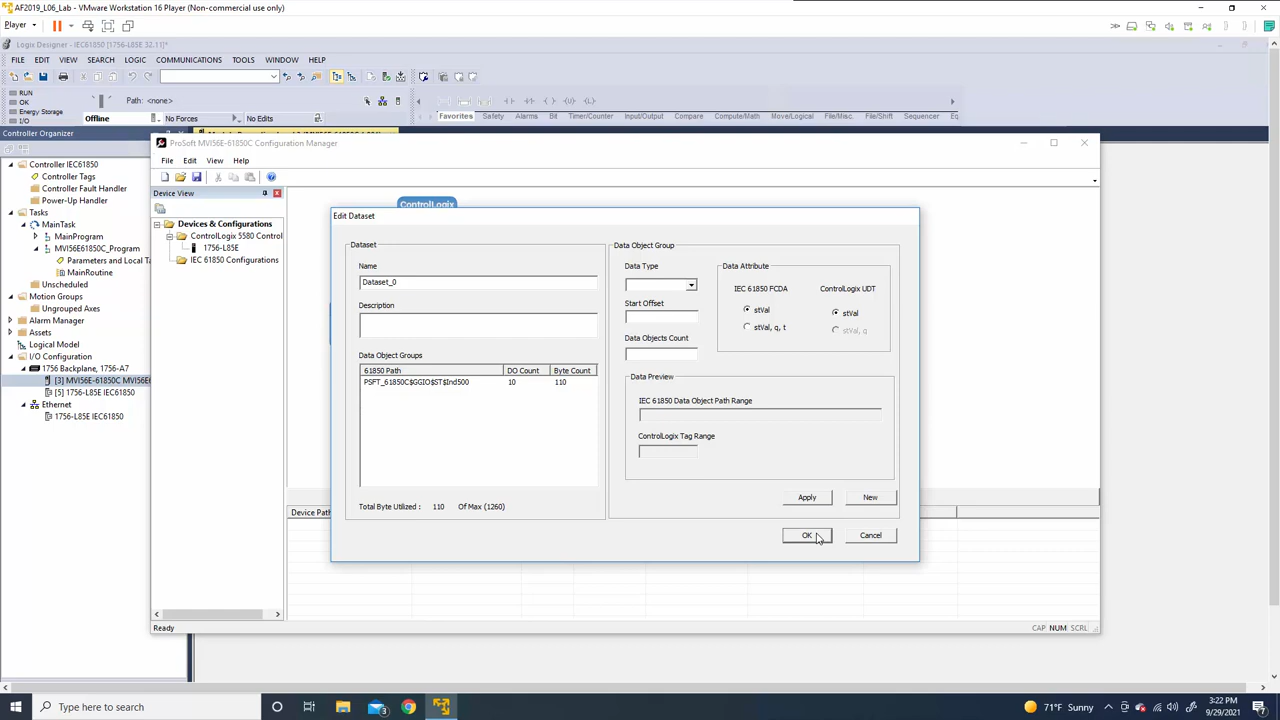 AF2019_L06_Lab - VMware Workstation 16 Player (Non-commercial use only)
Player
Logix Designer - IEC61850 [1756-L85E 32.11]*
FILE EDIT VIEW SEARCH LOGIC COMMUNICATIONS TOOLS WINDOW HELP
RUN
OK
Energy Storage
I/O
Path: <none>
Offline
No Forces
No Edits
Favorites Safety Alarms Bit Timer/Counter Input/Output Compare Compute/Math Move/Logical File/Misc. File/Shift Sequencer
Controller Organizer
Controller IEC61850
Controller Tags
Controller Fault Handler
Power-Up Handler
Tasks
MainTask
MainProgram
MVI56E61850C_Program
Parameters and Local Ta
MainRoutine
Unscheduled
Motion Groups
Ungrouped Axes
Alarm Manager
Assets
Logical Model
I/O Configuration
1756 Backplane, 1756-A7
[3] MVI56E-61850C MVI56E6
[5] 1756-L85E IEC61850
Ethernet
1756-L85E IEC61850
ProSoft MVI56E-61850C Configuration Manager
File Edit View Help
Device View
Devices & Configurations
ControlLogix 5580 Control
1756-L85E
IEC 61850 Configurations
ControlLogix
Device Path
Edit Dataset
Dataset
Name
Dataset_0
Description
Data Object Groups
61850 Path DO Count Byte Count
PSFT_61850C$GGIO$ST$Ind500 10 110
Total Byte Utilized : 110 Of Max (1260)
Data Object Group
Data Type
Start Offset
Data Objects Count
Data Attribute
IEC 61850 FCDA
ControlLogix UDT
stVal
stVal
stVal, q, t
stVal, q
Data Preview
IEC 61850 Data Object Path Range
ControlLogix Tag Range
Apply
New
OK
Cancel
Ready
CAP NUM SCRL
Type here to search
3
71°F Sunny
3:22 PM
9/29/2021
7